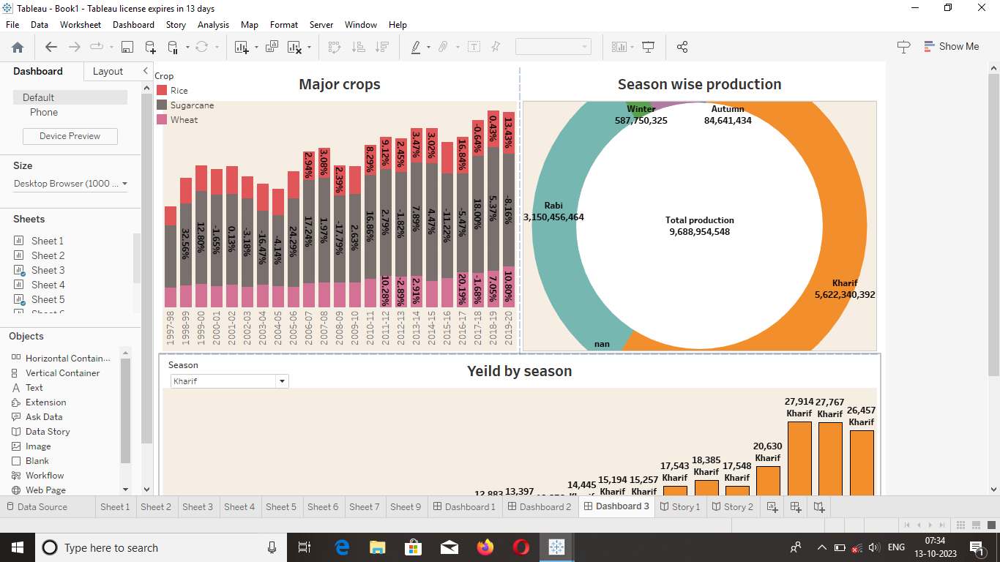 Tableau - Book1 - Tableau license expires in 13 days
File Data Worksheet Dashboard Story Analysis Map Format Server Window Help
Show Me
Dashboard Layout
Default
Phone
Device Preview
Size
Desktop Browser (1000 ...
Sheets
Sheet 1
Sheet 2
Sheet 3
Sheet 4
Sheet 5
Objects
Horizontal Contain...
Vertical Container
Text
Extension
Ask Data
Data Story
Image
Blank
Workflow
Web Page
Crop
Rice
Sugarcane
Wheat
Major crops
2.94% 3.08% 2.39% 8.29% 9.12% 2.45% 3.47% 3.02% 16.84% -0.64% 0.43% 13.43%
32.56% 12.80% -1.65% 0.13% -3.18% -16.47% -4.14% 24.29% 17.24% 1.97% -17.79% 2.63% 16.86% 2.79% -1.82% 7.89% 4.47% -11.22% -5.47% 18.00% 5.37% -8.16%
10.28% -2.89% 2.91% 20.19% -1.68% 7.05% 10.80%
1997-98 1998-99 1999-00 2000-01 2001-02 2002-03 2003-04 2004-05 2005-06 2006-07 2007-08 2008-09 2009-10 2010-11 2011-12 2012-13 2013-14 2014-15 2015-16 2016-17 2017-18 2018-19 2019-20
Season wise production
Winter
587,750,325
Autumn
84,641,434
Rabi
3,150,456,464
Total production
9,688,954,548
Kharif
5,622,340,392
nan
Season
Kharif
Yeild by season
12,883 13,397
14,445
Kharif
15,194
Kharif
15,257
Kharif
17,543
Kharif
18,385
Kharif
17,548
Kharif
20,630
Kharif
27,914
Kharif
27,767
Kharif
26,457
Kharif
Data Source Sheet 1 Sheet 2 Sheet 3 Sheet 4 Sheet 5 Sheet 6 Sheet 7 Sheet 9 Dashboard 1 Dashboard 2 Dashboard 3 Story 1 Story 2
Type here to search
ENG
07:34
13-10-2023
1